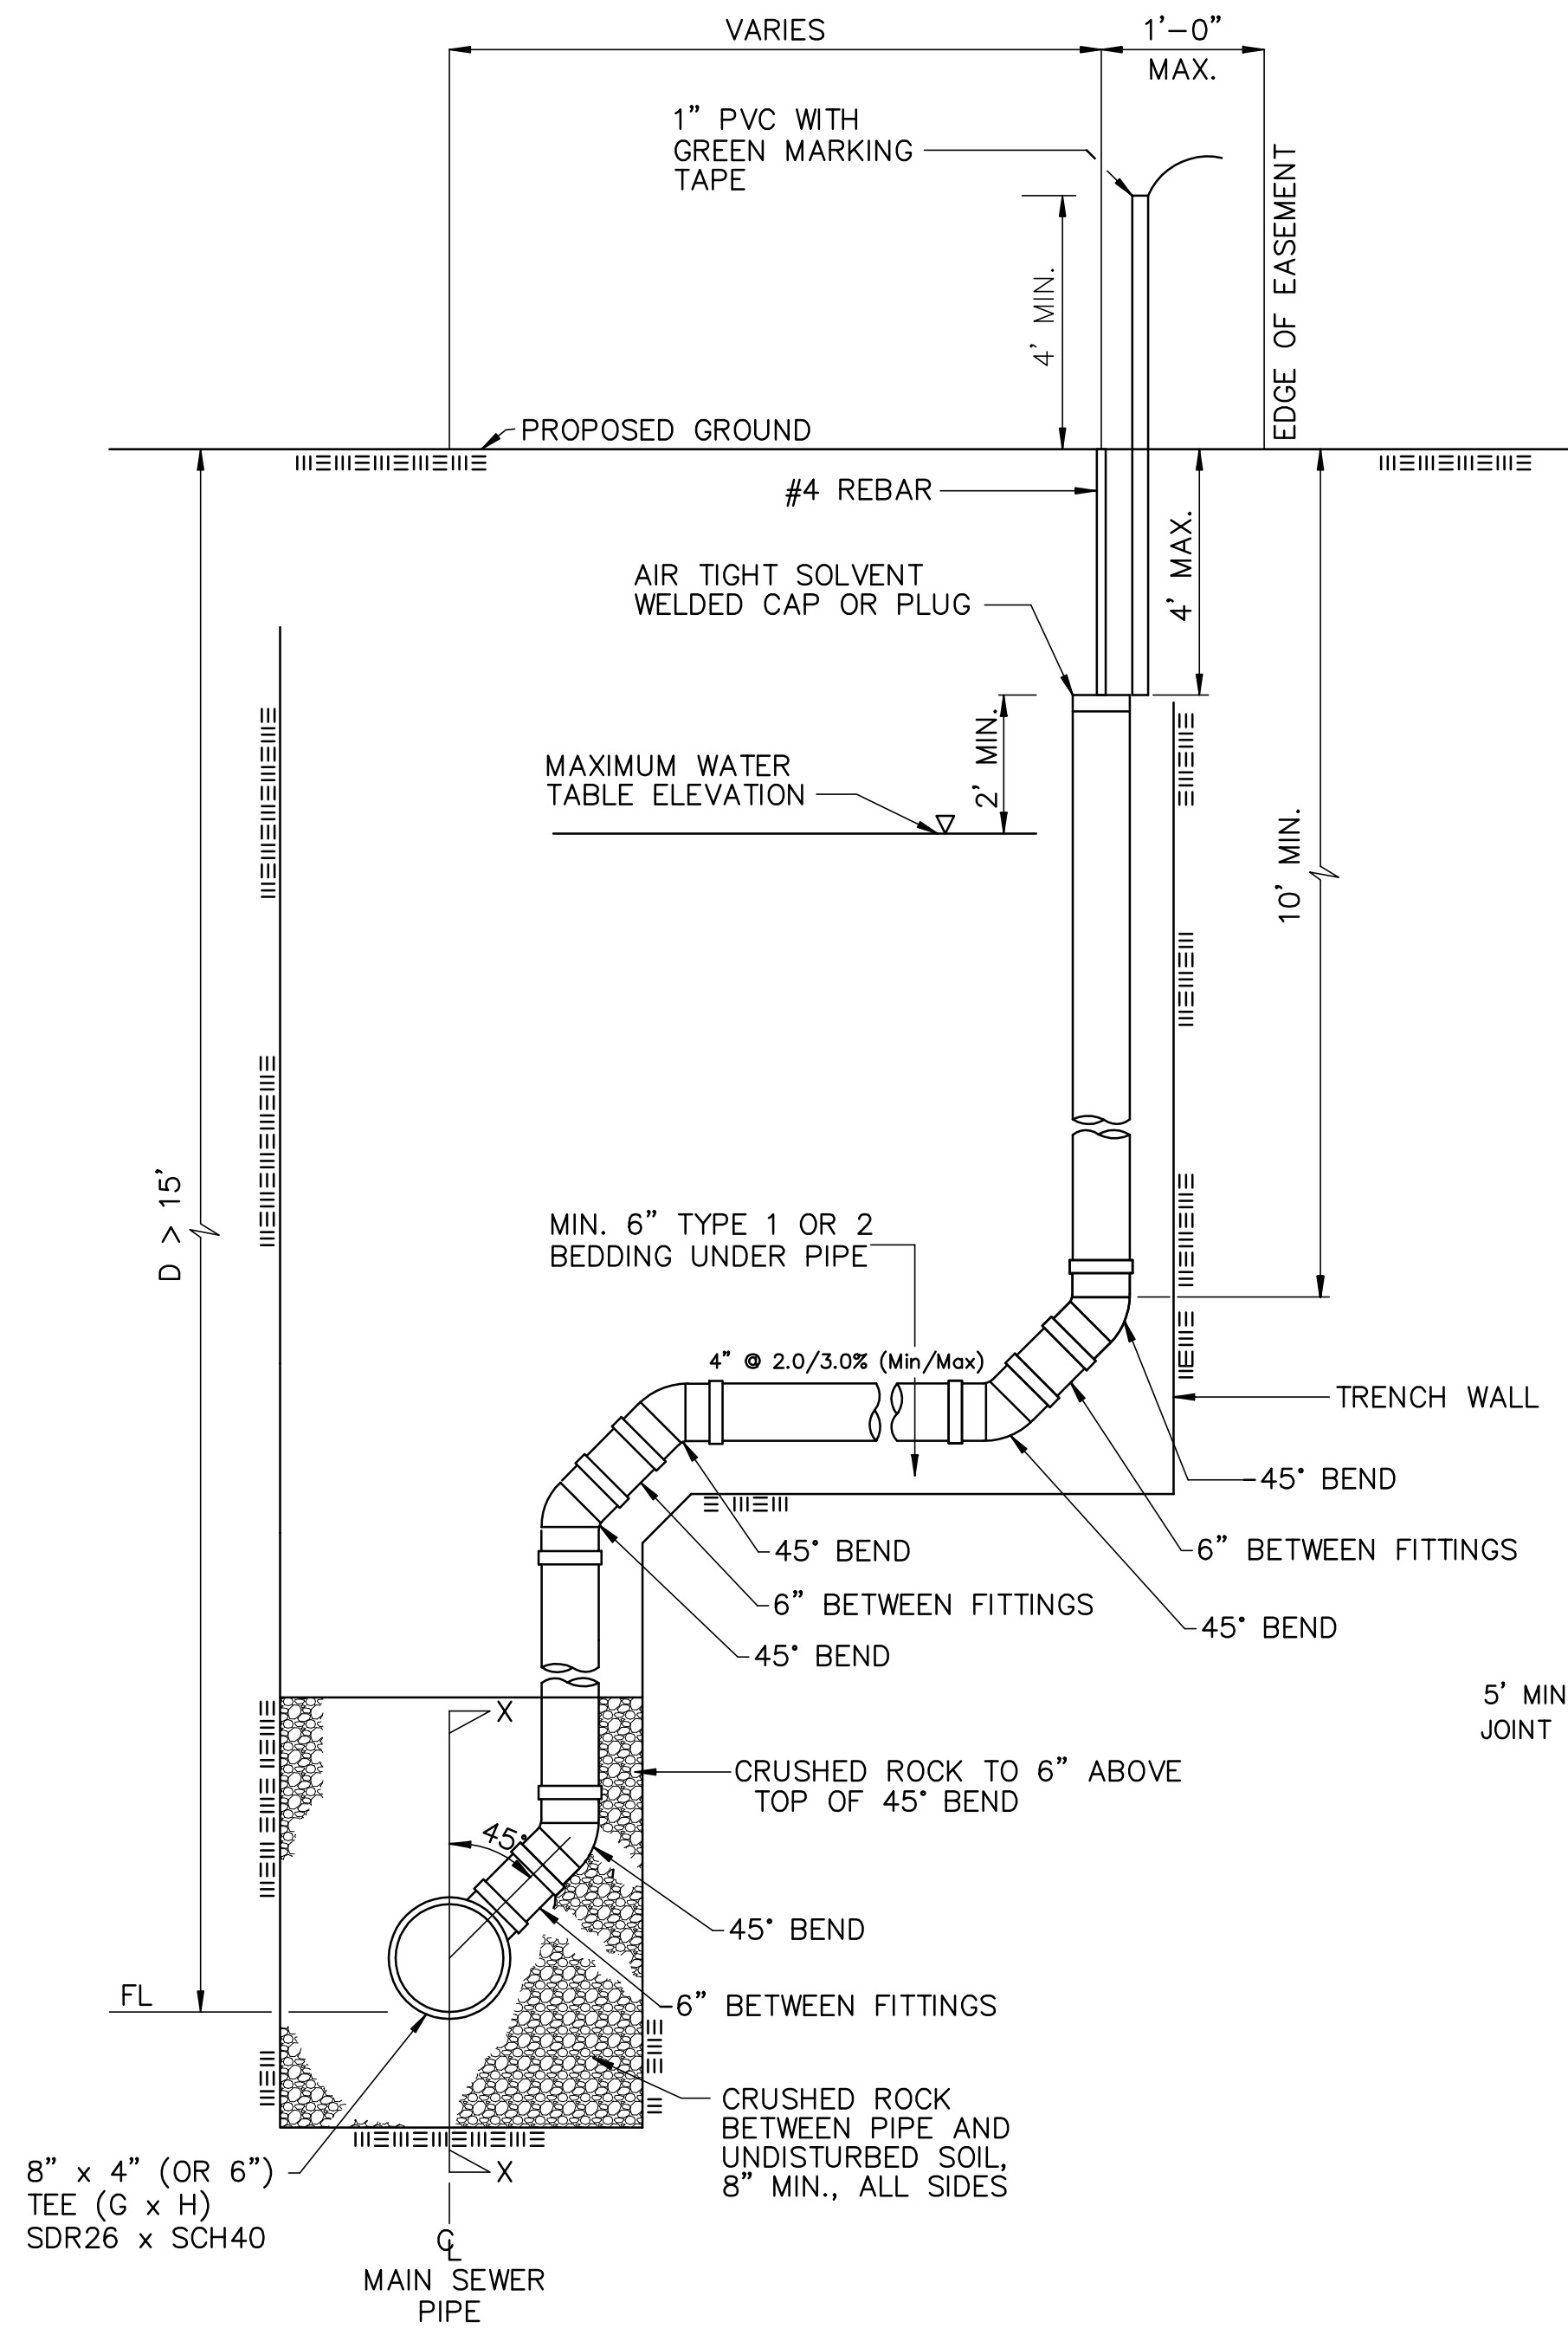 VARIES
1'-0"
MAX.
1" PVC WITH
GREEN MARKING
TAPE
EDGE OF EASEMENT
4' MIN.
PROPOSED GROUND
#4 REBAR
4' MAX.
AIR TIGHT SOLVENT
WELDED CAP OR PLUG
2' MIN.
MAXIMUM WATER
TABLE ELEVATION
10' MIN.
D > 15'
MIN. 6" TYPE 1 OR 2
BEDDING UNDER PIPE
4" @ 2.0/3.0% (Min/Max)
TRENCH WALL
45° BEND
6" BETWEEN FITTINGS
45° BEND
45° BEND
6" BETWEEN FITTINGS
45° BEND
5' MIN
JOINT
X
CRUSHED ROCK TO 6" ABOVE
TOP OF 45° BEND
45°
45° BEND
FL
6" BETWEEN FITTINGS
CRUSHED ROCK
BETWEEN PIPE AND
UNDISTURBED SOIL,
8" MIN., ALL SIDES
X
8" x 4" (OR 6")
TEE (G x H)
SDR26 x SCH40
CL
MAIN SEWER
PIPE